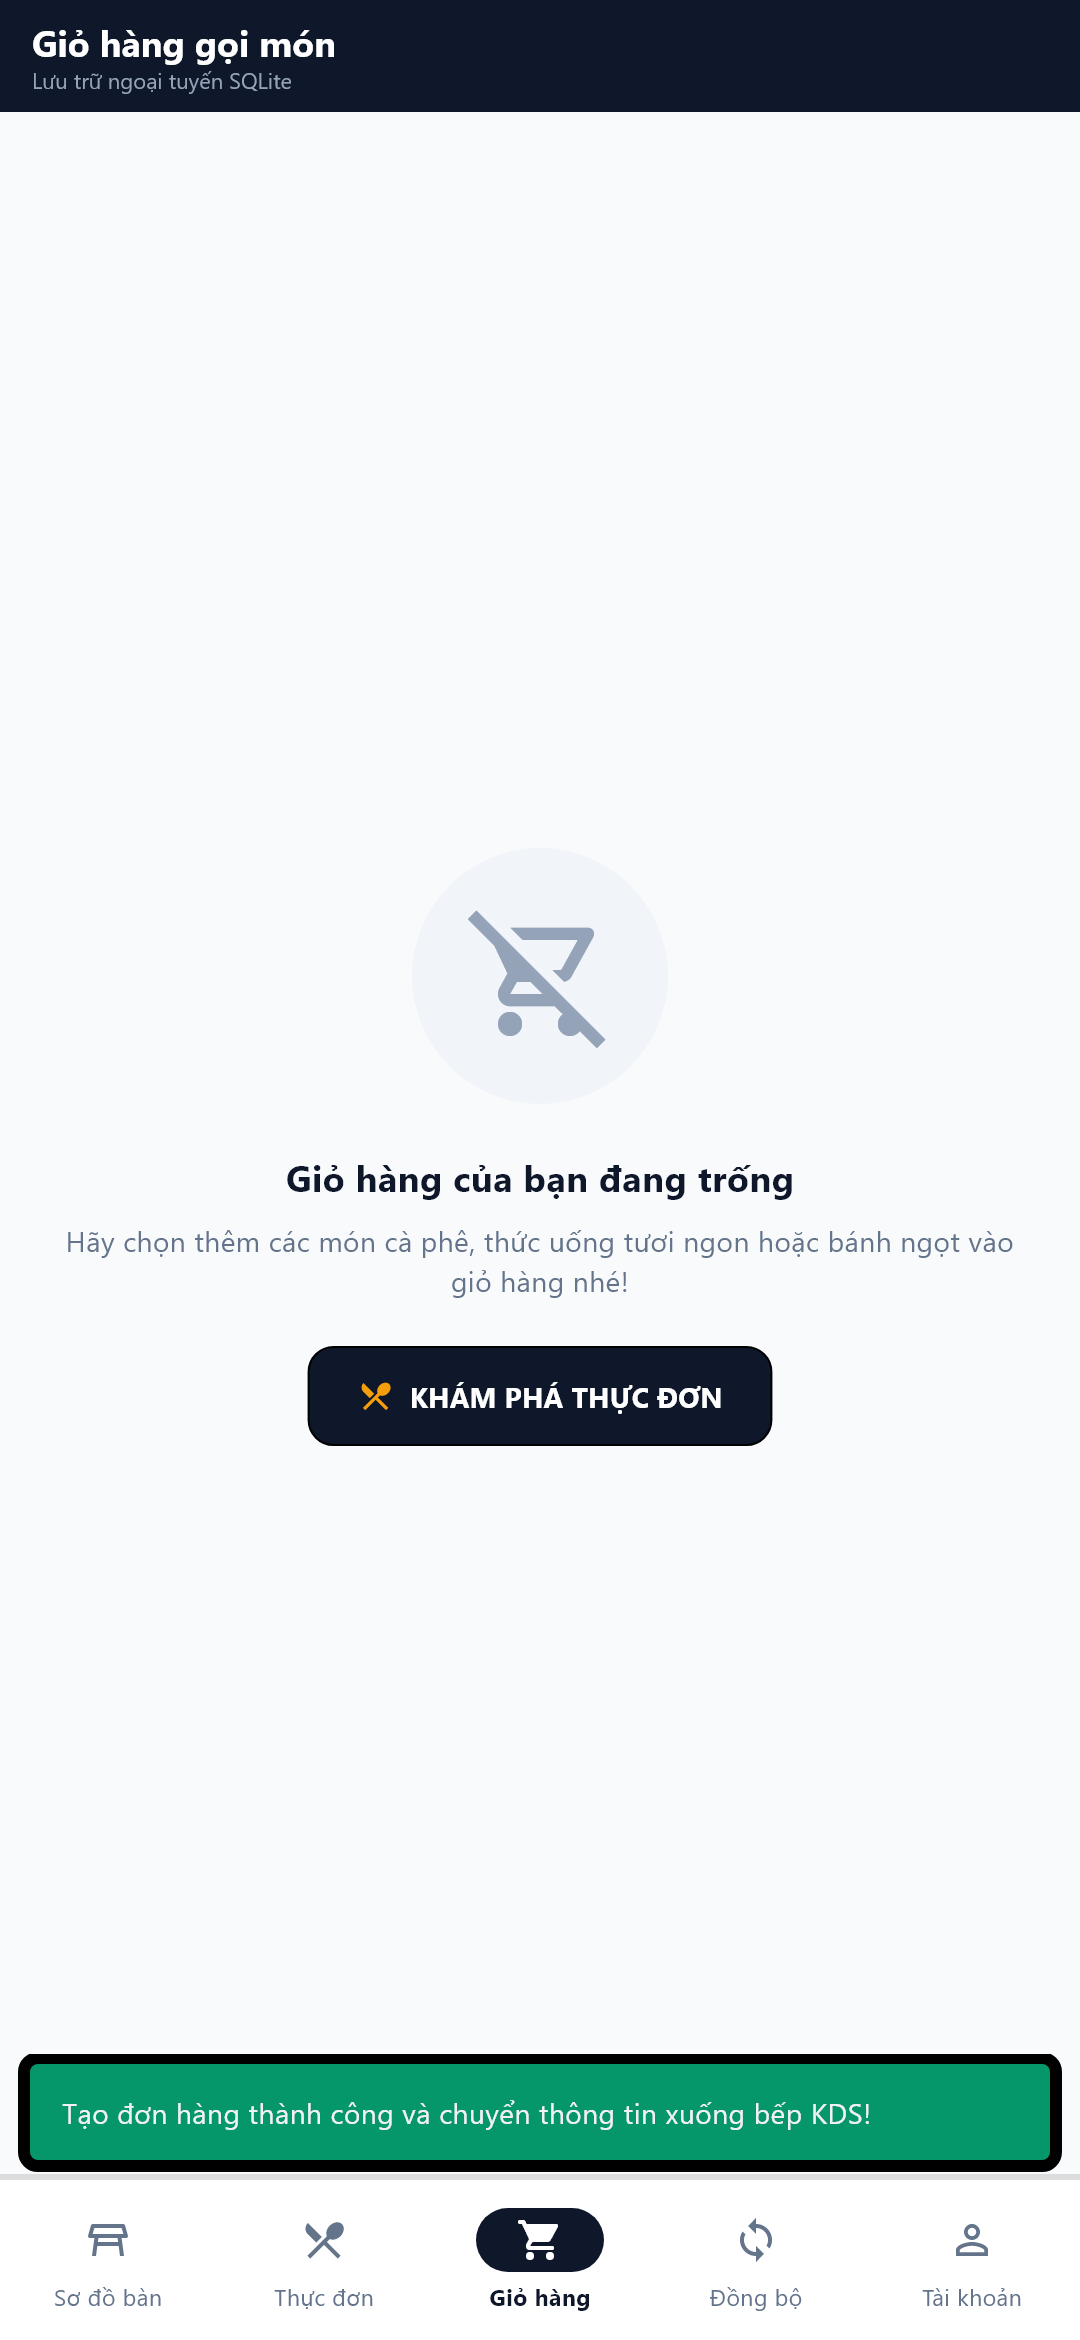 Giỏ hàng gọi món
Lưu trữ ngoại tuyến SQLite
Giỏ hàng của bạn đang trống
Hãy chọn thêm các món cà phê, thức uống tươi ngon hoặc bánh ngọt vào
giỏ hàng nhé!
KHÁM PHÁ THỰC ĐƠN
Tạo đơn hàng thành công và chuyển thông tin xuống bếp KDS!
Sơ đồ bàn
Thực đơn
Giỏ hàng
Đồng bộ
Tài khoản